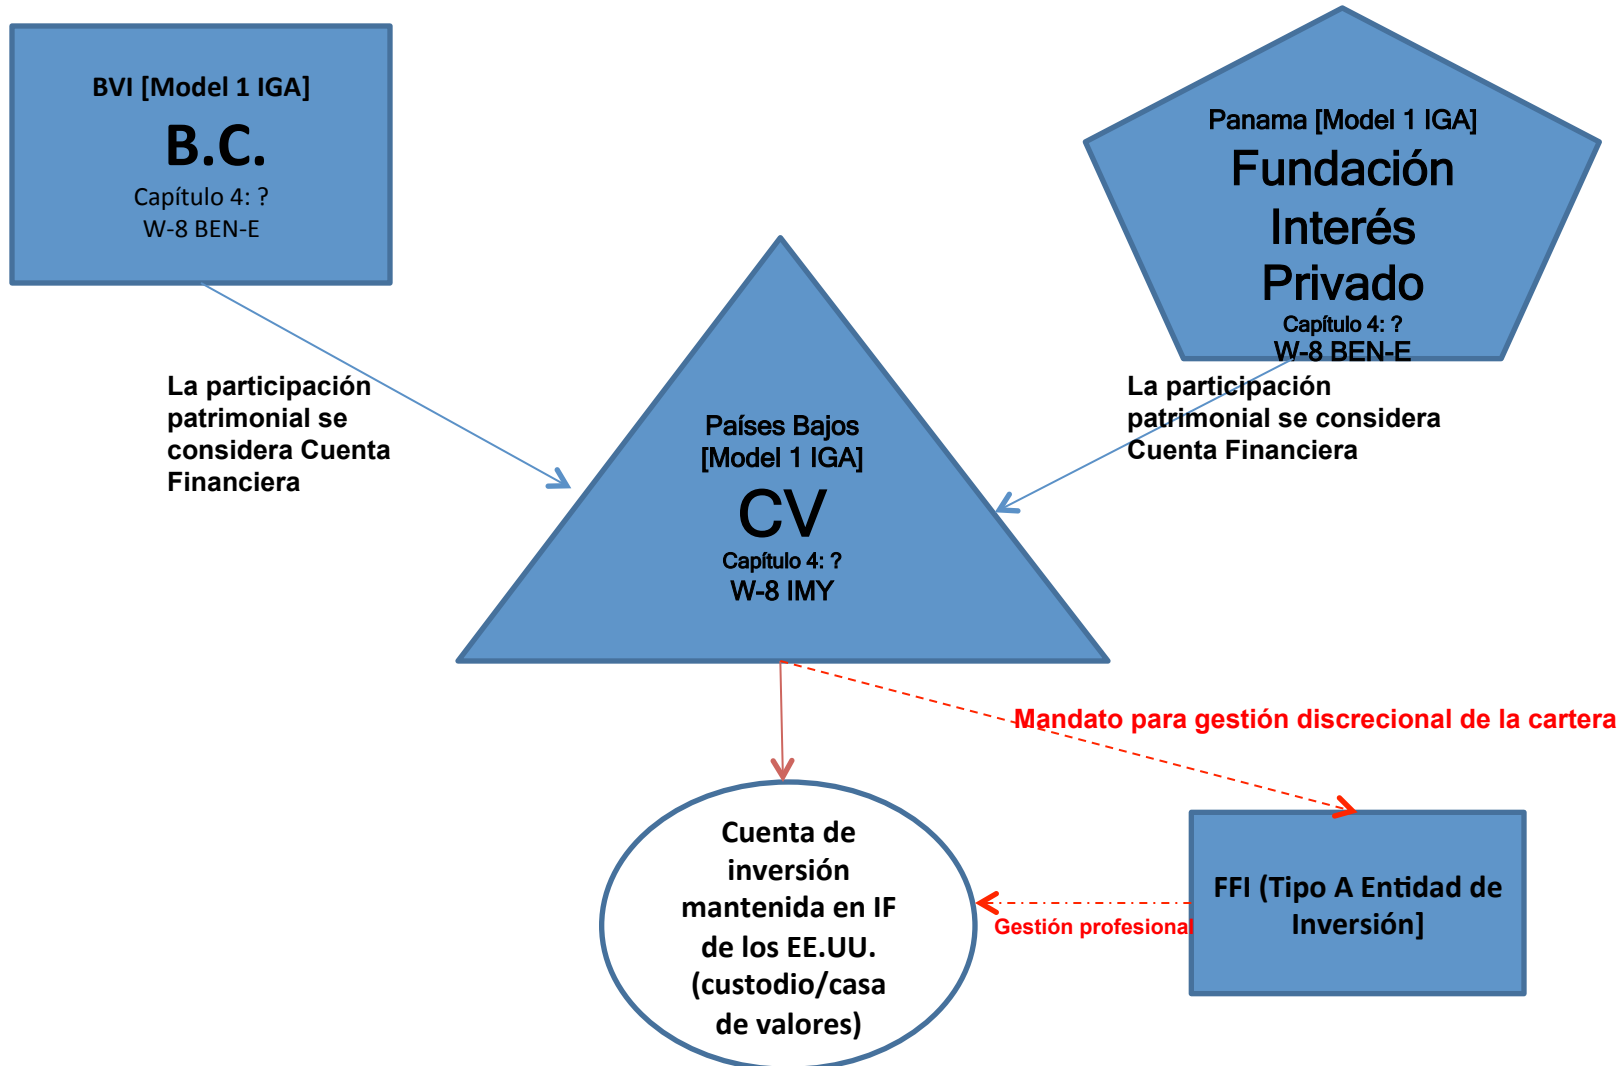 BVI [Model 1 IGA]
B.C.
Capítulo 4: ?
W-8 BEN-E
Panama [Model 1 IGA]
Fundación
Interés
Privado
Capítulo 4: ?
W-8 BEN-E
La participación
patrimonial se
considera Cuenta
Financiera
La participación
patrimonial se considera
Cuenta Financiera
Países Bajos
[Model 1 IGA]
CV
Capítulo 4: ?
W-8 IMY
Mandato para gestión discrecional de la cartera
Cuenta de
inversión
mantenida en IF
de los EE.UU.
(custodio/casa
de valores)
Gestión profesional
FFI (Tipo A Entidad de
Inversión]